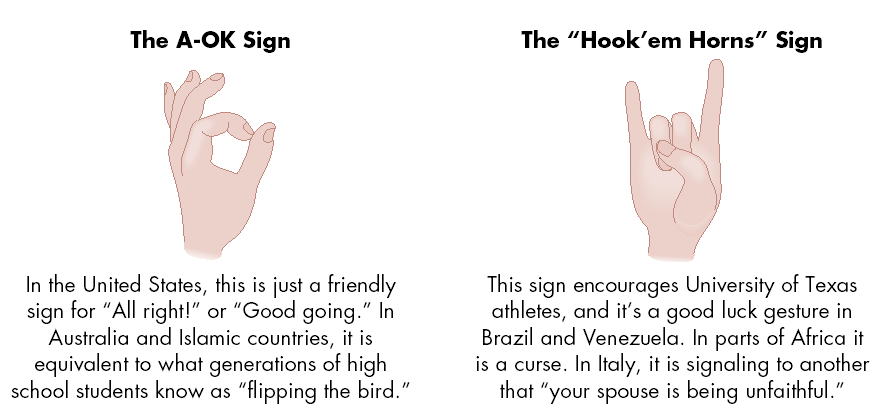 The A-OK Sign
In the United States, this is just a friendly
sign for “All right!” or “Good going.” In
Australia and Islamic countries, it is
equivalent to what generations of high
school students know as “flipping the bird.”
The “Hook’em Horns” Sign
This sign encourages University of Texas
athletes, and it’s a good luck gesture in
Brazil and Venezuela. In parts of Africa it
is a curse. In Italy, it is signaling to another
that “your spouse is being unfaithful.”